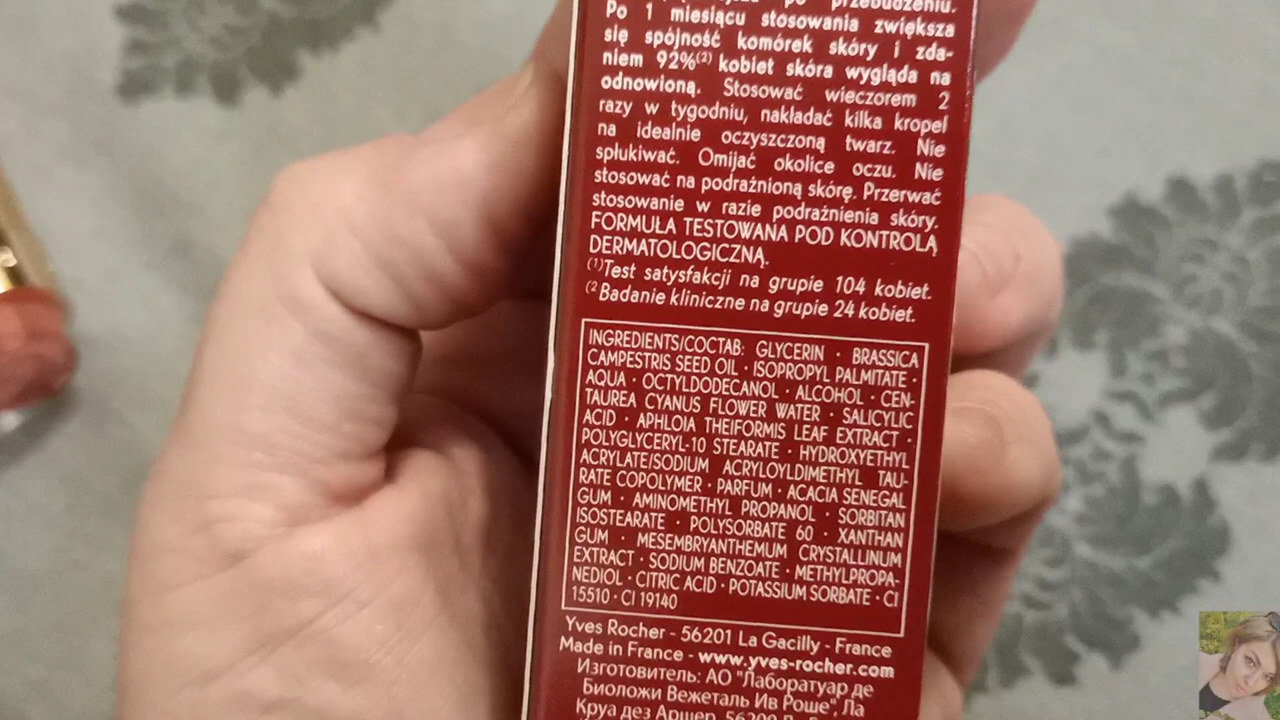 po przebudzeniu.
Po 1 miesiącu stosowania zwiększa
się spójność komórek skóry i zda-
niem 92%⁽²⁾ kobiet skóra wygląda na
odnowioną. Stosować wieczorem 2
razy w tygodniu, nakładać kilka kropel
na idealnie oczyszczoną twarz. Nie
spłukiwać. Omijać okolice oczu. Nie
stosować na podrażnioną skórę. Przerwać
stosowanie w razie podrażnienia skóry.
FORMUŁA TESTOWANA POD KONTROLĄ
DERMATOLOGICZNĄ.
⁽¹⁾Test satysfakcji na grupie 104 kobiet.
⁽² Badanie kliniczne na grupie 24 kobiet.
INGREDIENTS/СОСТАВ: GLYCERIN · BRASSICA
CAMPESTRIS SEED OIL · ISOPROPYL PALMITATE ·
AQUA · OCTYLDODECANOL · ALCOHOL · CEN-
TAUREA CYANUS FLOWER WATER · SALICYLIC
ACID · APHLOIA THEIFORMIS LEAF EXTRACT ·
POLYGLYCERYL-10 STEARATE · HYDROXYETHYL
ACRYLATE/SODIUM ACRYLOYLDIMETHYL TAU-
RATE COPOLYMER · PARFUM · ACACIA SENEGAL
GUM · AMINOMETHYL PROPANOL · SORBITAN
ISOSTEARATE · POLYSORBATE 60 · XANTHAN
GUM · MESEMBRYANTHEMUM CRYSTALLINUM
EXTRACT · SODIUM BENZOATE · METHYLPROPA-
NEDIOL · CITRIC ACID · POTASSIUM SORBATE · CI
15510 · CI 19140
Yves Rocher - 56201 La Gacilly - France
Made in France - www.yves-rocher.com
Изготовитель: АО "Лаборатуар де
Биоложи Вежеталь Ив Роше", Ла
Круа дез Аршер, 56200